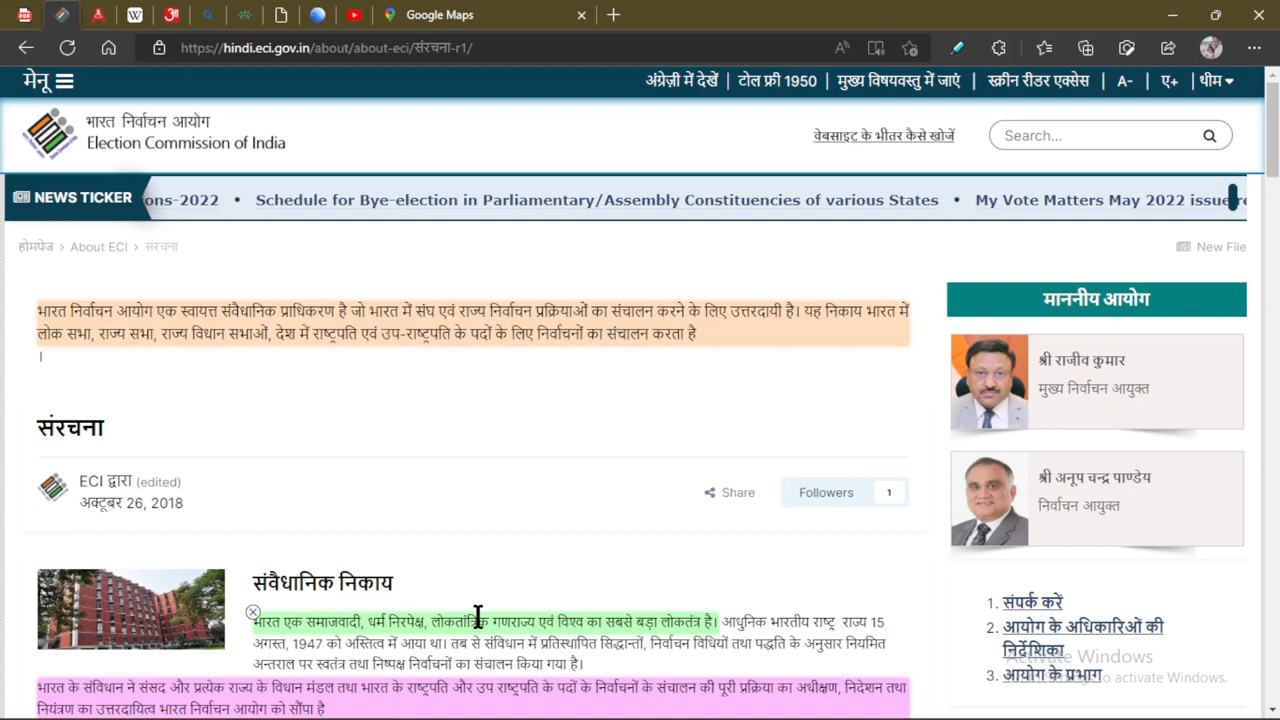 Google Maps
https://hindi.eci.gov.in/about/about-eci/संरचना-r1/
मेनू
अंग्रेज़ी में देखें | टोल फ्री 1950 | मुख्य विषयवस्तु में जाएं | स्क्रीन रीडर एक्सेस | A- | ए+ | थीम
भारत निर्वाचन आयोग
Election Commission of India
वेबसाइट के भीतर कैसे खोजें
Search...
NEWS TICKER
ons-2022 • Schedule for Bye-election in Parliamentary/Assembly Constituencies of various States • My Vote Matters May 2022 issue re
होमपेज > About ECI > संरचना
New File
भारत निर्वाचन आयोग एक स्वायत्त संवैधानिक प्राधिकरण है जो भारत में संघ एवं राज्य निर्वाचन प्रक्रियाओं का संचालन करने के लिए उत्तरदायी है। यह निकाय भारत में
लोक सभा, राज्य सभा, राज्य विधान सभाओं, देश में राष्ट्रपति एवं उप-राष्ट्रपति के पदों के लिए निर्वाचनों का संचालन करता है
।
संरचना
ECI द्वारा (edited)
अक्टूबर 26, 2018
Share
Followers 1
संवैधानिक निकाय
भारत एक समाजवादी, धर्म निरपेक्ष, लोकतांत्रिक गणराज्य एवं विश्व का सबसे बड़ा लोकतंत्र है। आधुनिक भारतीय राष्ट्र राज्य 15
अगस्त, 1947 को अस्तित्व में आया था। तब से संविधान में प्रतिस्थापित सिद्धान्तों, निर्वाचन विधियों तथा पद्धति के अनुसार नियमित
अन्तराल पर स्वतंत्र तथा निष्पक्ष निर्वाचनों का संचालन किया गया है।
भारत के संविधान ने संसद और प्रत्येक राज्य के विधान मंडल तथा भारत के राष्ट्रपति और उप राष्ट्रपति के पदों के निर्वाचनों के संचालन की पूरी प्रक्रिया का अधीक्षण, निदेशन तथा
नियंत्रण का उत्तरदायित्व भारत निर्वाचन आयोग को सौंपा है
माननीय आयोग
श्री राजीव कुमार
मुख्य निर्वाचन आयुक्त
श्री अनूप चन्द्र पाण्डेय
निर्वाचन आयुक्त
1. संपर्क करें
2. आयोग के अधिकारिओं की
निर्देशिका
3. आयोग के प्रभाग
Activate Windows
to activate Windows.